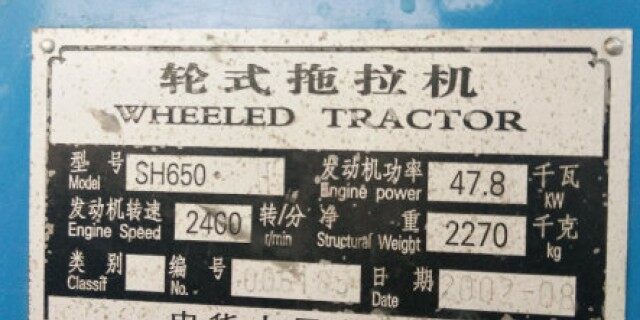 轮式拖拉机
WHEELED TRACTOR
型号 SH650 发动机功率 47.8 千瓦
Model Engine power KW
发动机转速 2400 转/分 净重 2270 千克
Engine Speed r/min Structural Weight kg
类别 编号 日期 2002-08
Classif No. Date